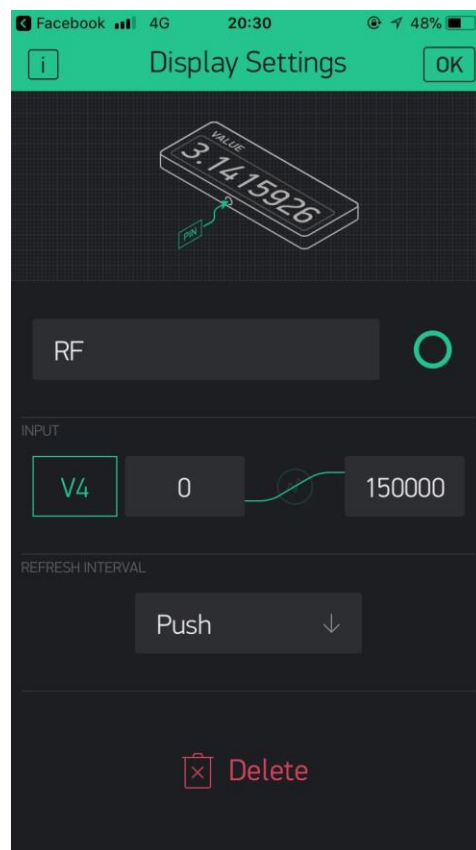 Facebook 4G 20:30 48%
i Display Settings OK
VALUE
3.1415926
PIN
RF
INPUT
V4 0 150000
REFRESH INTERVAL
Push
Delete